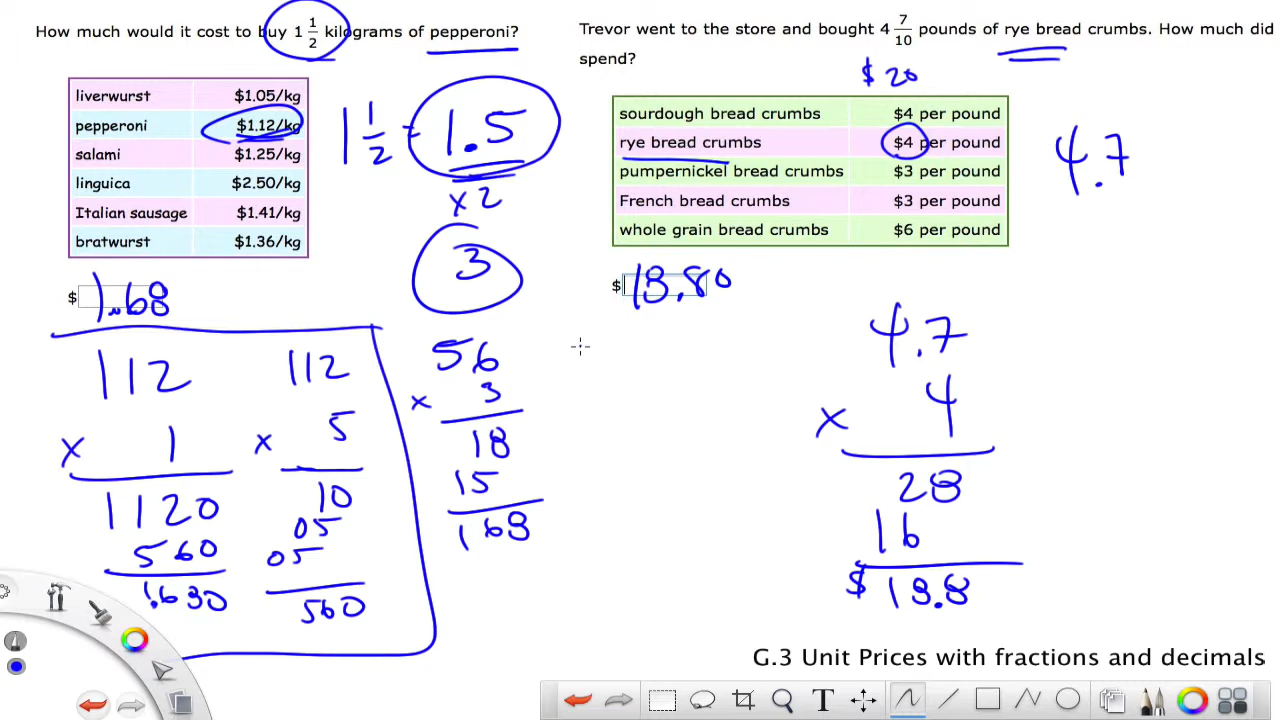 How much would it cost to buy 1 1/2 kilograms of pepperoni?
liverwurst $1.05/kg
pepperoni $1.12/kg
salami $1.25/kg
linguica $2.50/kg
Italian sausage $1.41/kg
bratwurst $1.36/kg
$ 1.68
1 1/2 = 1.5
x 2
3
112
x 1
1120
560
1.680
112
x 5
10
05
05
560
56
x 3
18
15
168
Trevor went to the store and bought 4 7/10 pounds of rye bread crumbs. How much did
spend?
$ 20
sourdough bread crumbs $4 per pound
rye bread crumbs $4 per pound
pumpernickel bread crumbs $3 per pound
French bread crumbs $3 per pound
whole grain bread crumbs $6 per pound
4.7
$ 18.80
4.7
x 4
28
16
$ 18.8
G.3 Unit Prices with fractions and decimals
T